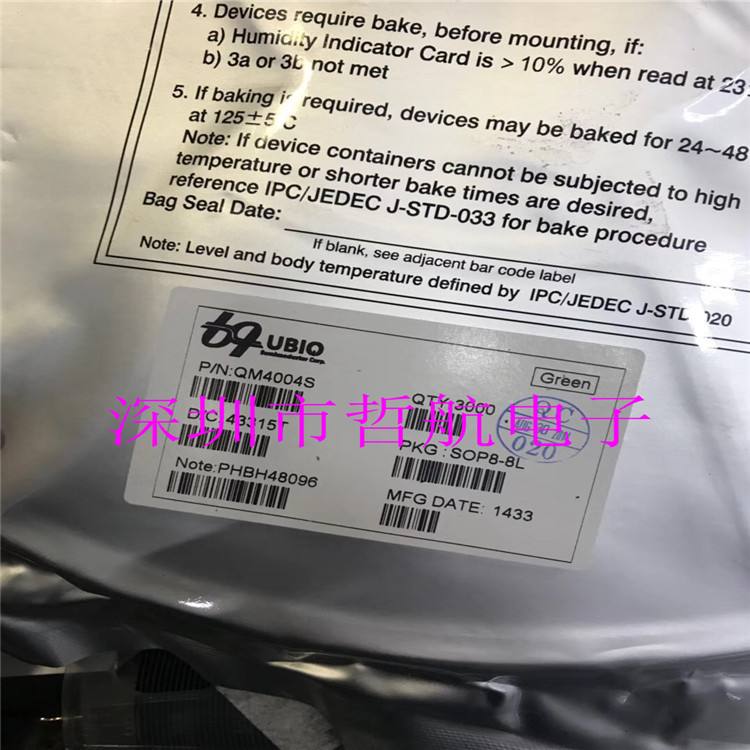 4. Devices require bake, before mounting, if:
a) Humidity Indicator Card is > 10% when read at 23
b) 3a or 3b not met
5. If baking is required, devices may be baked for 24~48
at 125±5°C
Note: If device containers cannot be subjected to high
temperature or shorter bake times are desired,
reference IPC/JEDEC J-STD-033 for bake procedure
Bag Seal Date:
If blank, see adjacent bar code label
Note: Level and body temperature defined by IPC/JEDEC J-STD-020
UBIQ
Semiconductor Corp.
Green
P/N:QM4004S
QTY:3000
深圳市哲航电子
QC
020
PKG : SOP8-8L
Note:PHBH48096
MFG DATE: 1433